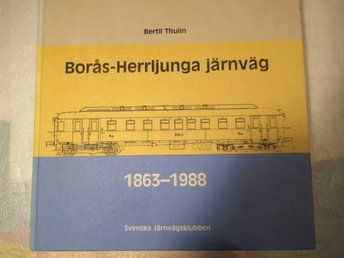 Bertil Thulin
Borås-Herrljunga järnväg
1863–1988
Svenska Järnvägsklubben